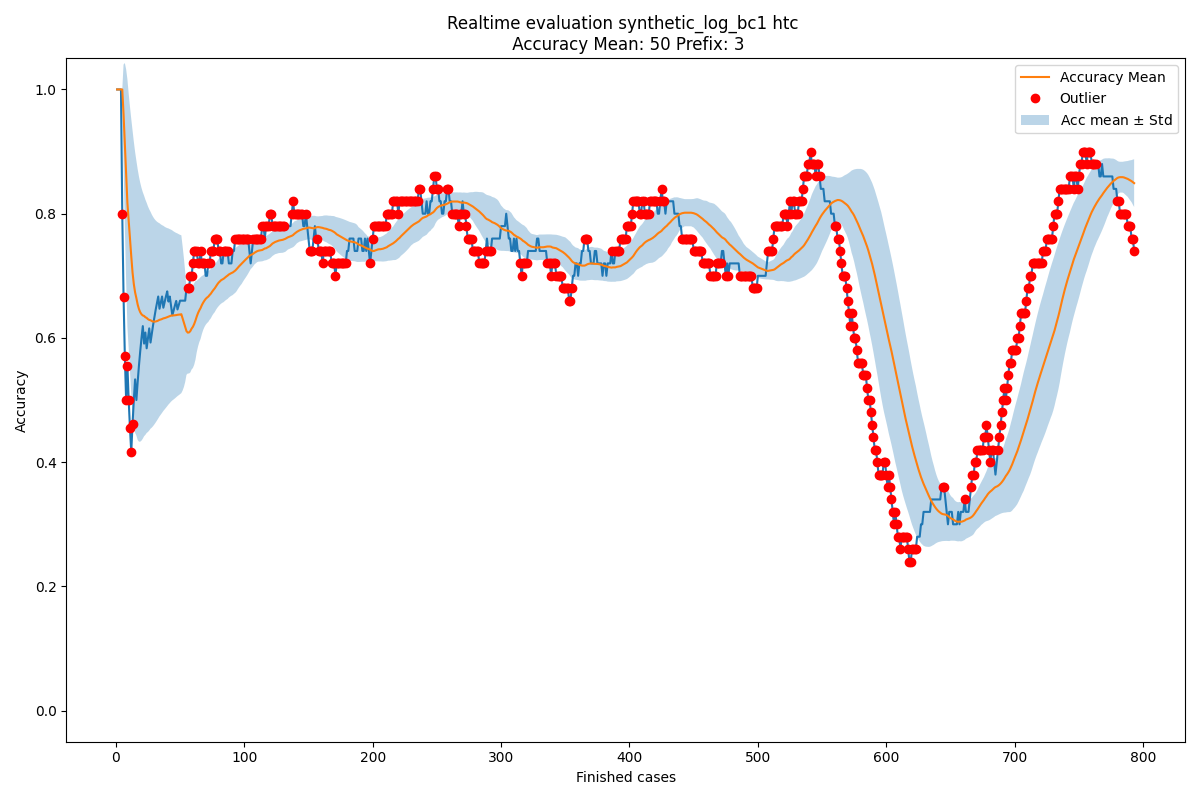 Realtime evaluation synthetic_log_bc1 htc
Accuracy Mean: 50 Prefix: 3
Accuracy Mean
Outlier
Acc mean ± Std
1.0
0.8
0.6
0.4
0.2
0.0
Accuracy
0 100 200 300 400 500 600 700 800
Finished cases